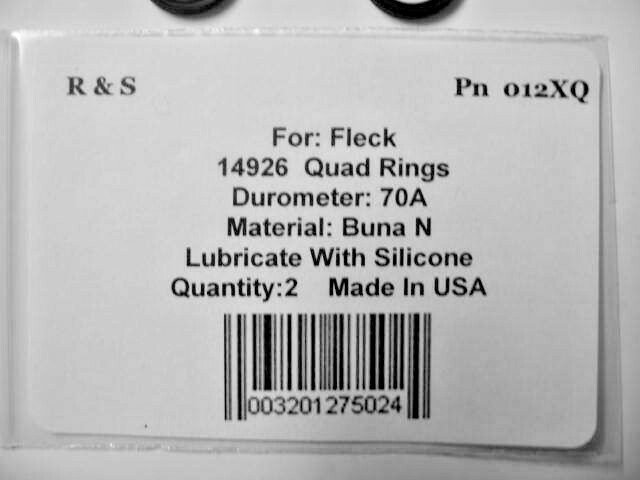 R & S Pn 012XQ
For: Fleck
14926 Quad Rings
Durometer: 70A
Material: Buna N
Lubricate With Silicone
Quantity:2 Made In USA
003201275024